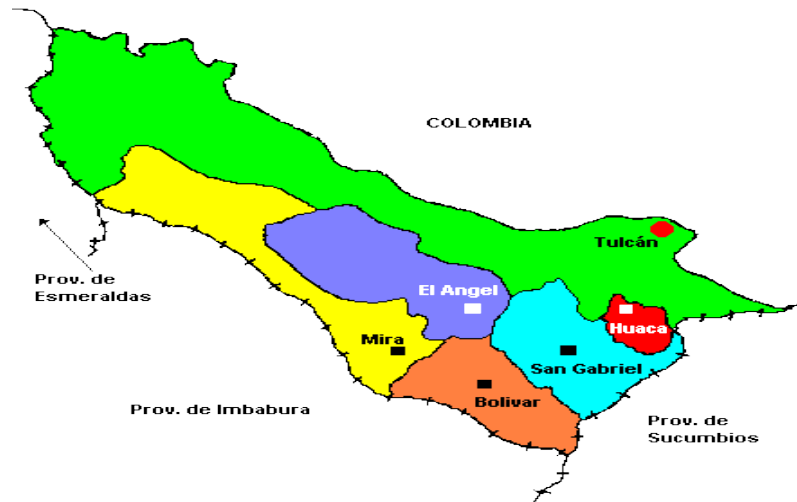 COLOMBIA
Tulcán
Prov. de
Esmeraldas
El Angel
Huaca
Mira
San Gabriel
Bolivar
Prov. de Imbabura
Prov. de
Sucumbios